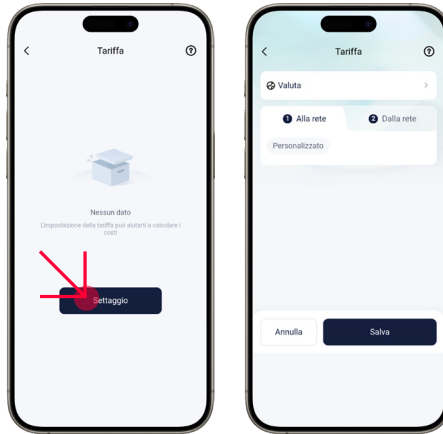 Tariffa
Nessun dato
L'importazione della tariffa può aiutarti a calcolare i
costi
Settaggio
Tariffa
Valuta
1 Alla rete
2 Dalla rete
Personalizzato
Annulla
Salva